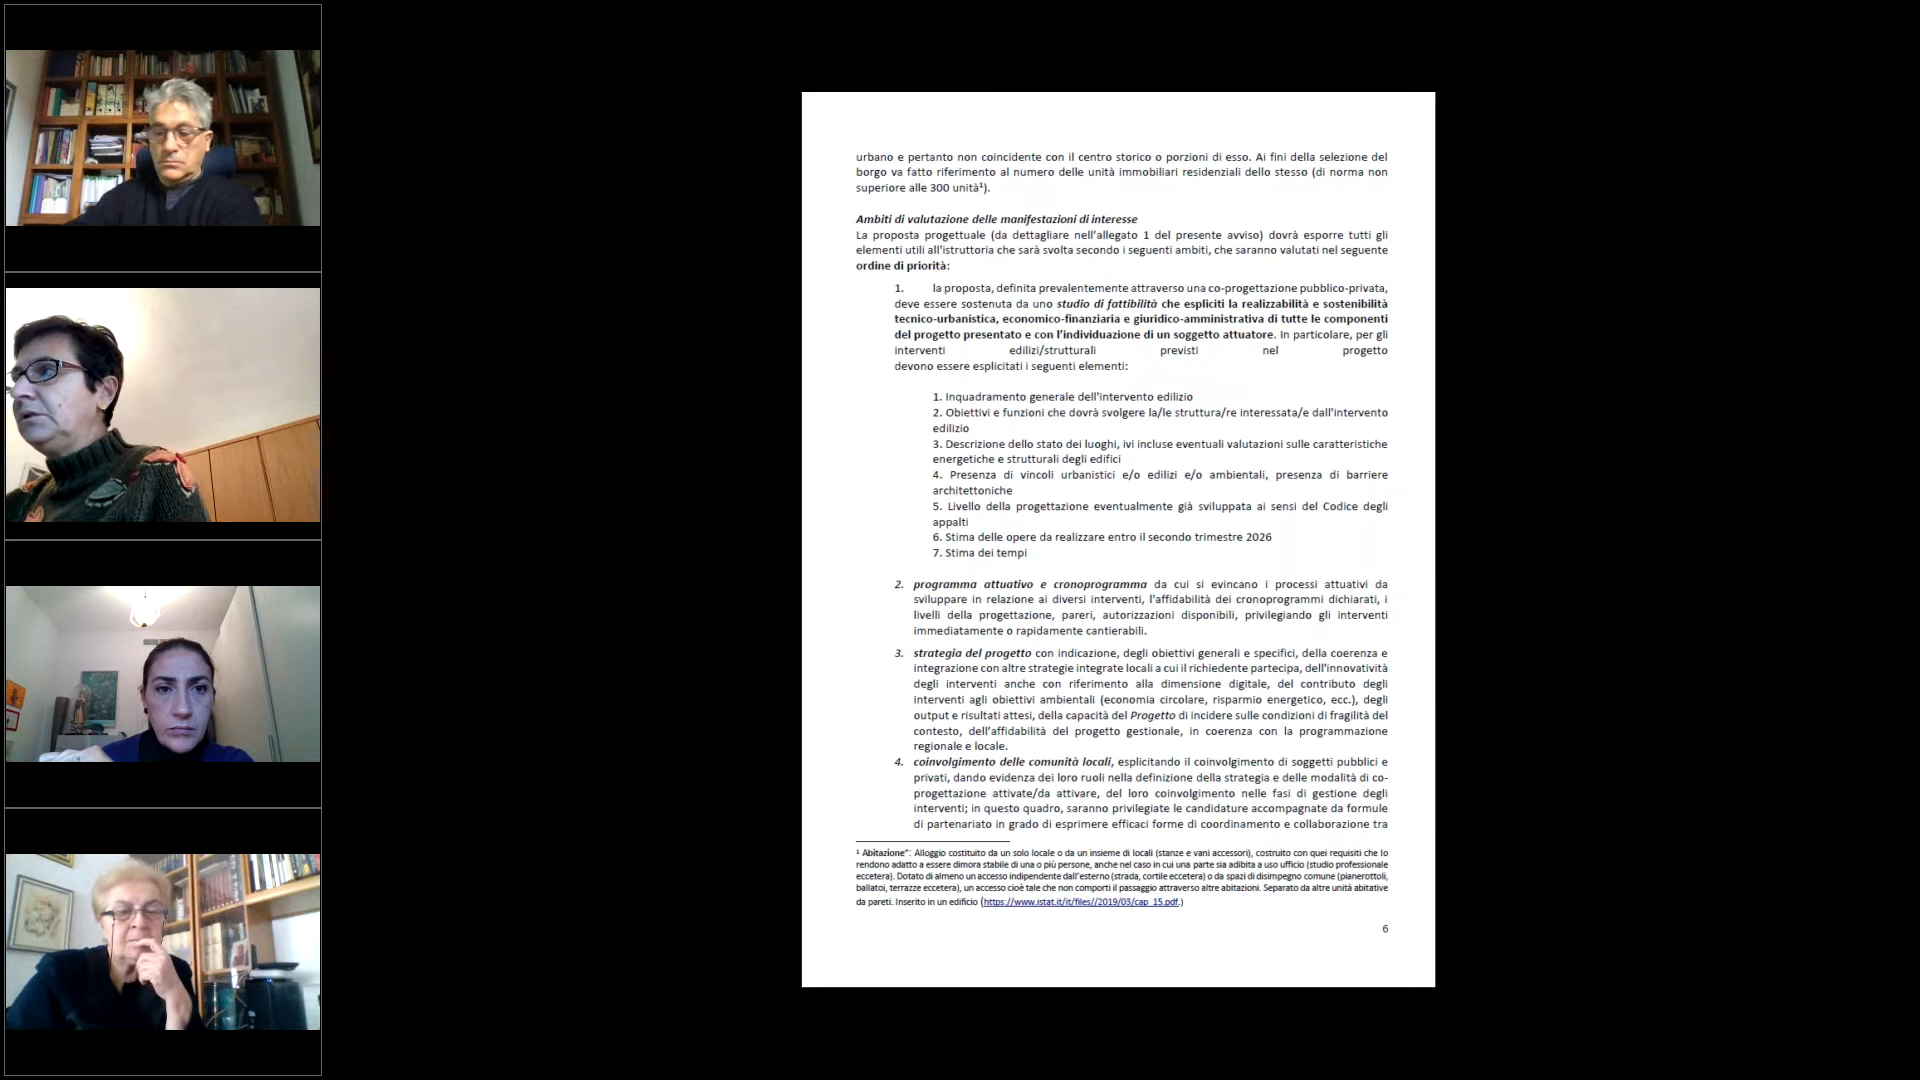 urbano e pertanto non coincidente con il centro storico o porzioni di esso. Ai fini della selezione del
borgo va fatto riferimento al numero delle unità immobiliari residenziali dello stesso (di norma non
superiore alle 300 unità¹).
Ambiti di valutazione delle manifestazioni di interesse
La proposta progettuale (da dettagliare nell’allegato 1 del presente avviso) dovrà esporre tutti gli
elementi utili all'istruttoria che sarà svolta secondo i seguenti ambiti, che saranno valutati nel seguente
ordine di priorità:
1. la proposta, definita prevalentemente attraverso una co-progettazione pubblico-privata,
deve essere sostenuta da uno studio di fattibilità che espliciti la realizzabilità e sostenibilità
tecnico-urbanistica, economico-finanziaria e giuridico-amministrativa di tutte le componenti
del progetto presentato e con l’individuazione di un soggetto attuatore. In particolare, per gli
interventi edilizi/strutturali previsti nel progetto
devono essere esplicitati i seguenti elementi:
1. Inquadramento generale dell'intervento edilizio
2. Obiettivi e funzioni che dovrà svolgere la/le struttura/re interessata/e dall'intervento
edilizio
3. Descrizione dello stato dei luoghi, ivi incluse eventuali valutazioni sulle caratteristiche
energetiche e strutturali degli edifici
4. Presenza di vincoli urbanistici e/o edilizi e/o ambientali, presenza di barriere
architettoniche
5. Livello della progettazione eventualmente già sviluppata ai sensi del Codice degli
appalti
6. Stima delle opere da realizzare entro il secondo trimestre 2026
7. Stima dei tempi
2. programma attuativo e cronoprogramma da cui si evincano i processi attuativi da
sviluppare in relazione ai diversi interventi, l'affidabilità dei cronoprogrammi dichiarati, i
livelli della progettazione, pareri, autorizzazioni disponibili, privilegiando gli interventi
immediatamente o rapidamente cantierabili.
3. strategia del progetto con indicazione, degli obiettivi generali e specifici, della coerenza e
integrazione con altre strategie integrate locali a cui il richiedente partecipa, dell'innovatività
degli interventi anche con riferimento alla dimensione digitale, del contributo degli
interventi agli obiettivi ambientali (economia circolare, risparmio energetico, ecc.), degli
output e risultati attesi, della capacità del Progetto di incidere sulle condizioni di fragilità del
contesto, dell’affidabilità del progetto gestionale, in coerenza con la programmazione
regionale e locale.
4. coinvolgimento delle comunità locali, esplicitando il coinvolgimento di soggetti pubblici e
privati, dando evidenza dei loro ruoli nella definizione della strategia e delle modalità di co-
progettazione attivate/da attivare, del loro coinvolgimento nelle fasi di gestione degli
interventi; in questo quadro, saranno privilegiate le candidature accompagnate da formule
di partenariato in grado di esprimere efficaci forme di coordinamento e collaborazione tra
¹ Abitazione”: Alloggio costituito da un solo locale o da un insieme di locali (stanze e vani accessori), costruito con quei requisiti che lo
rendono adatto a essere dimora stabile di una o più persone, anche nel caso in cui una parte sia adibita a uso ufficio (studio professionale
eccetera). Dotato di almeno un accesso indipendente dall’esterno (strada, cortile eccetera) o da spazi di disimpegno comune (pianerottoli,
ballatoi, terrazze eccetera), un accesso cioè tale che non comporti il passaggio attraverso altre abitazioni. Separato da altre unità abitative
da pareti. Inserito in un edificio (https://www.istat.it/it/files//2019/03/cap_15.pdf.)
6